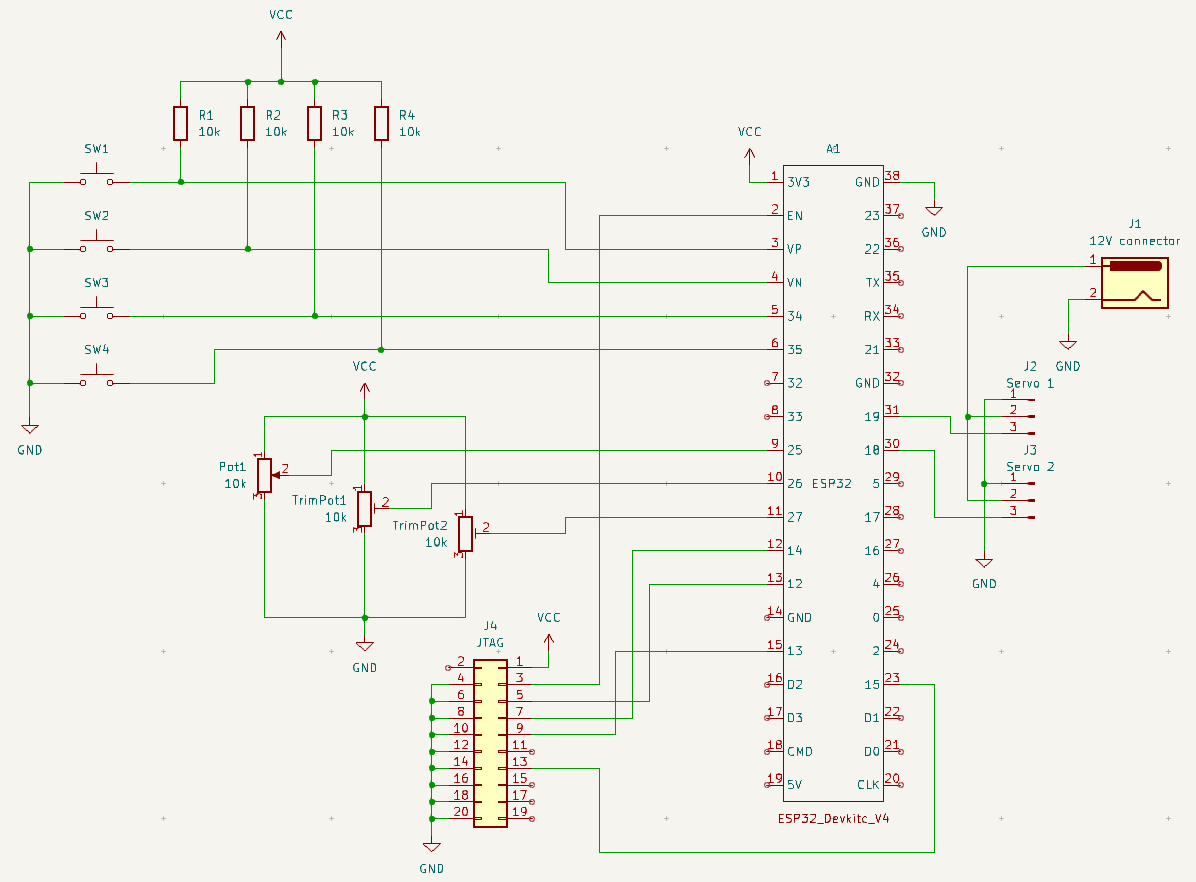 VCC
R1
10k
R2
10k
R3
10k
R4
10k
SW1
SW2
SW3
SW4
GND
VCC
Pot1
10k
1
2
3
TrimPot1
10k
1
2
3
TrimPot2
10k
1
2
3
GND
J4
JTAG
VCC
2 1
4 3
6 5
8 7
10 9
12 11
14 13
16 15
18 17
20 19
GND
VCC
A1
1 3V3 GND 38
2 EN 23 37
3 VP 22 36
4 VN TX 35
5 34 RX 34
6 35 21 33
7 32 GND 32
8 33 19 31
9 25 18 30
10 26 ESP32 5 29
11 27 17 28
12 14 16 27
13 12 4 26
14 GND 0 25
15 13 2 24
16 D2 15 23
17 D3 D1 22
18 CMD D0 21
19 5V CLK 20
ESP32_Devkitc_V4
GND
J1
12V connector
1
2
GND
J2
Servo 1
1
2
3
J3
Servo 2
1
2
3
GND